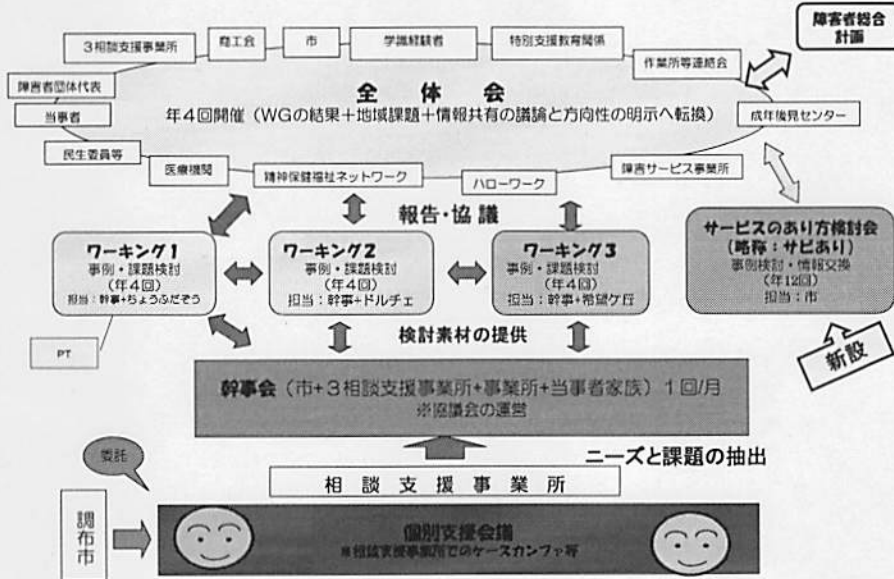 障害者総合
計画
3相談支援事業所
商工会
市
学識経験者
特別支援教育関係
作業所等連絡会
障害者団体代表
当事者
全体会
年4回開催（WGの結果＋地域課題＋情報共有の議論と方向性の明示へ転換）
成年後見センター
民生委員等
医療機関
精神保健福祉ネットワーク
ハローワーク
障害サービス事業所
報告・協議
ワーキング1
事例・課題検討
（年4回）
担当：幹事+ちょうふだぞう
ワーキング2
事例・課題検討
（年4回）
担当：幹事+ドルチェ
ワーキング3
事例・課題検討
（年4回）
担当：幹事+希望ケ丘
サービスのあり方検討会
（略称：サビあり）
事例検討・情報交換
（年12回）
担当：市
PT
検討素材の提供
新設
幹事会（市+3相談支援事業所+事業所+当事者家族）1回/月
※協議会の運営
委託
ニーズと課題の抽出
相談支援事業所
調布市
個別支援会議
※相談支援事業所でのケースカンファ等